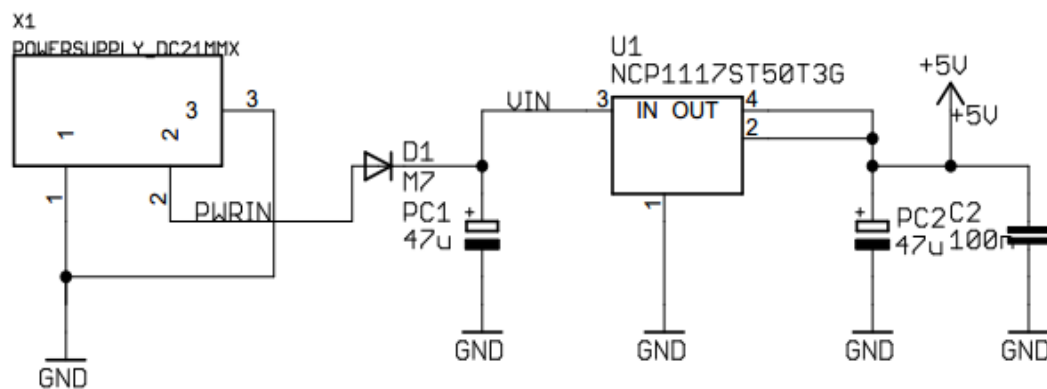 X1
POWERSUPPLY_DC21MMX
3
3
1
2
1
2
PWRIN
GND
D1
M7
PC1
+
47u
GND
VIN
U1
NCP1117ST50T3G
3
IN OUT
4
2
1
GND
+5V
+5V
+
PC2
47u
GND
C2
100n
GND